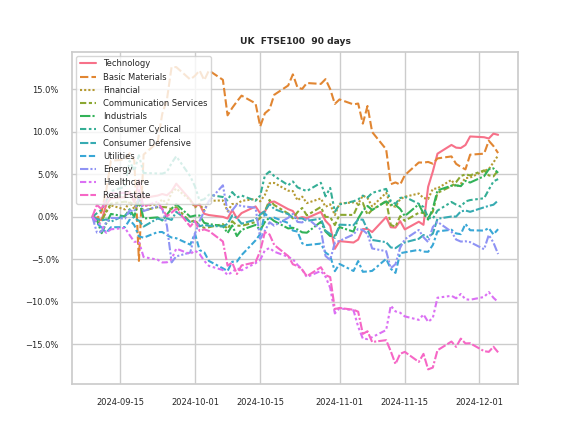 UK FTSE100 90 days
Technology
Basic Materials
Financial
Communication Services
Industrials
Consumer Cyclical
Consumer Defensive
Utilities
Energy
Healthcare
Real Estate
15.0%
10.0%
5.0%
0.0%
−5.0%
−10.0%
−15.0%
2024-09-15 2024-10-01 2024-10-15 2024-11-01 2024-11-15 2024-12-01